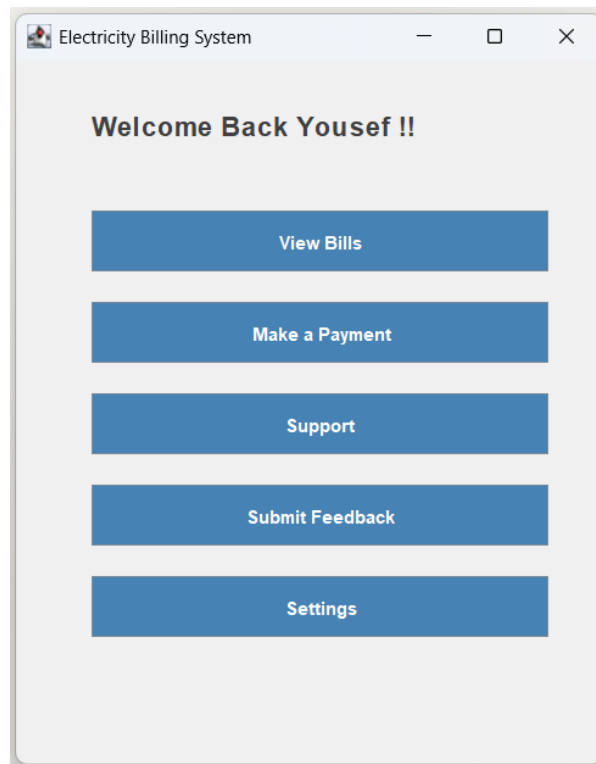 Electricity Billing System
Welcome Back Yousef !!
View Bills
Make a Payment
Support
Submit Feedback
Settings